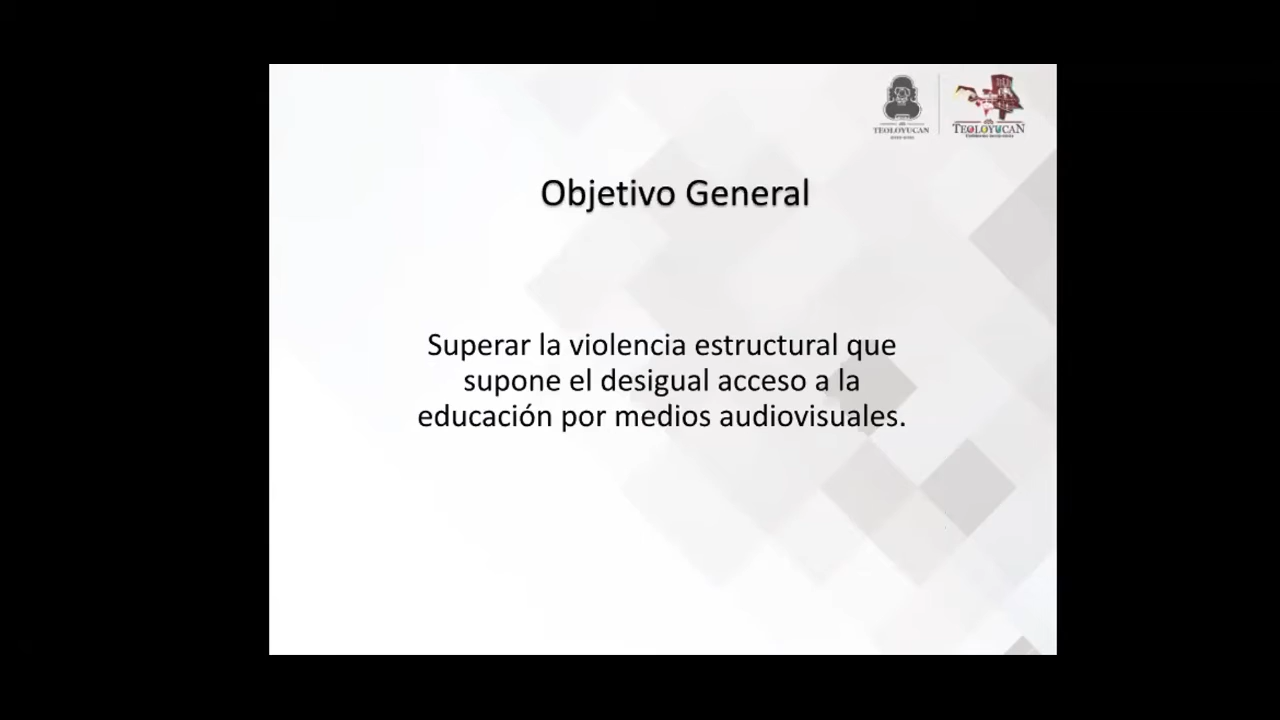 TEOLOYUCAN
TEOLOYUCAN
Objetivo General
Superar la violencia estructural que
supone el desigual acceso a la
educación por medios audiovisuales.